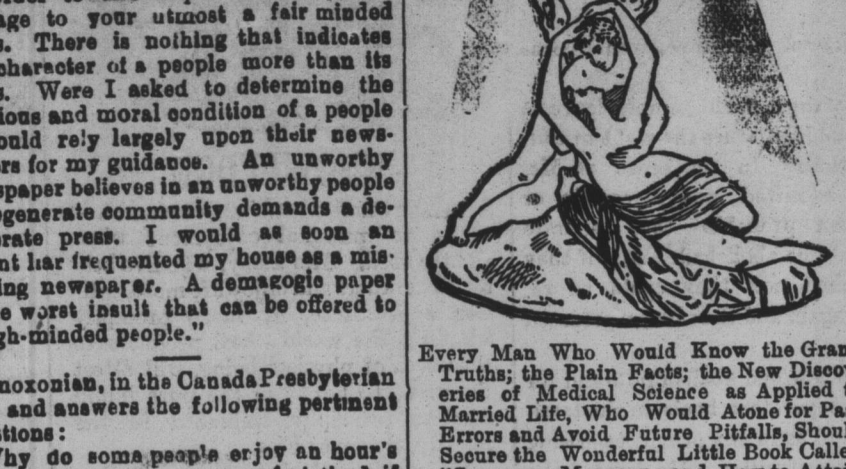 age to your utmost a fair minded
There is nothing that indicates
character of a people more than its
Were I asked to determine the
ious and moral condition of a people
ould rely largely upon their news-
rs for my guidance. An unworthy
spaper believes in an unworthy people
egenerate community demands a de-
erate press. I would as soon an
nt liar frequented my house as a mis-
ing newspaper. A demagogic paper
e worst insult that can be offered to
gh-minded people."
noxonian, in the Canada Presbyterian
and answers the following pertinent
stions:
hy do some people enjoy an hour's
Every Man Who Would Know the Gran
Truths; the Plain Facts; the New Disco
eries of Medical Science as Applied t
Married Life, Who Would Atone for Pa
Errors and Avoid Future Pitfalls, Shou
Secure the Wonderful Little Book Calle